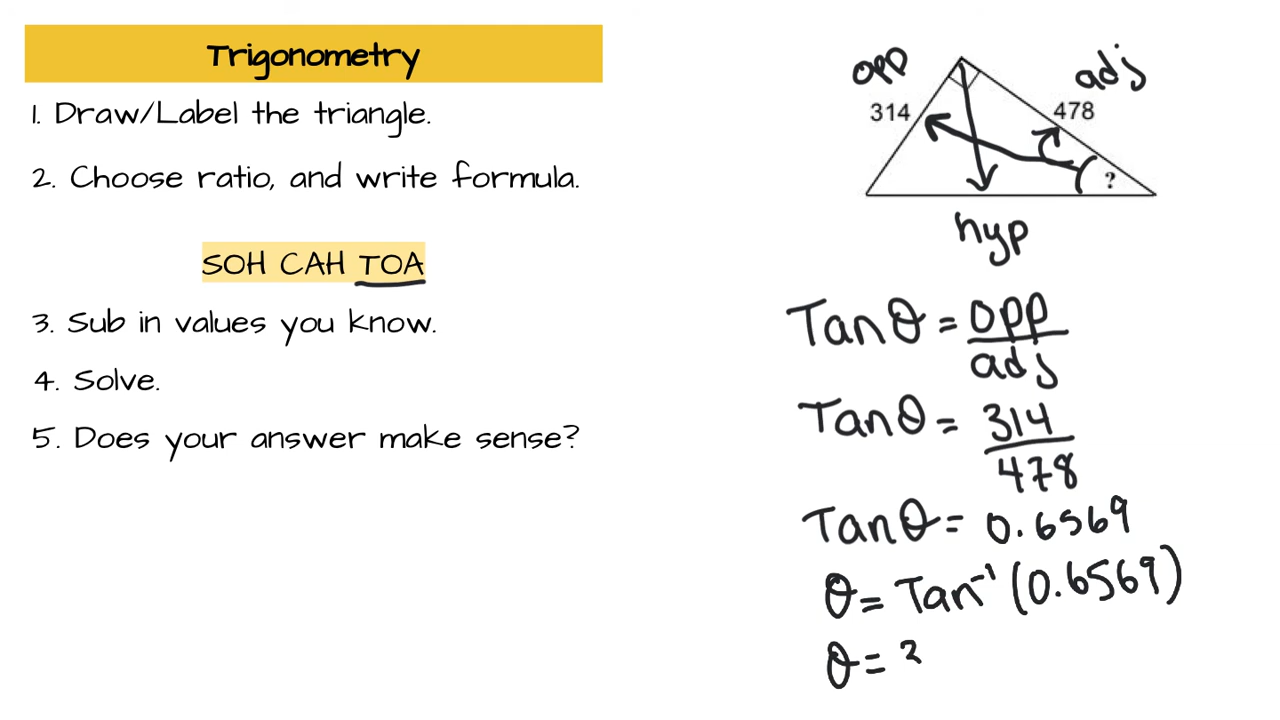 Trigonometry
1. Draw/Label the triangle.
2. Choose ratio, and write formula.
SOH CAH TOA
3. Sub in values you know.
4. Solve.
5. Does your answer make sense?
opp
adj
314
478
?
hyp
Tanθ = opp/adj
Tanθ = 314/478
Tanθ = 0.6569
θ = Tan⁻¹ (0.6569)
θ = 3